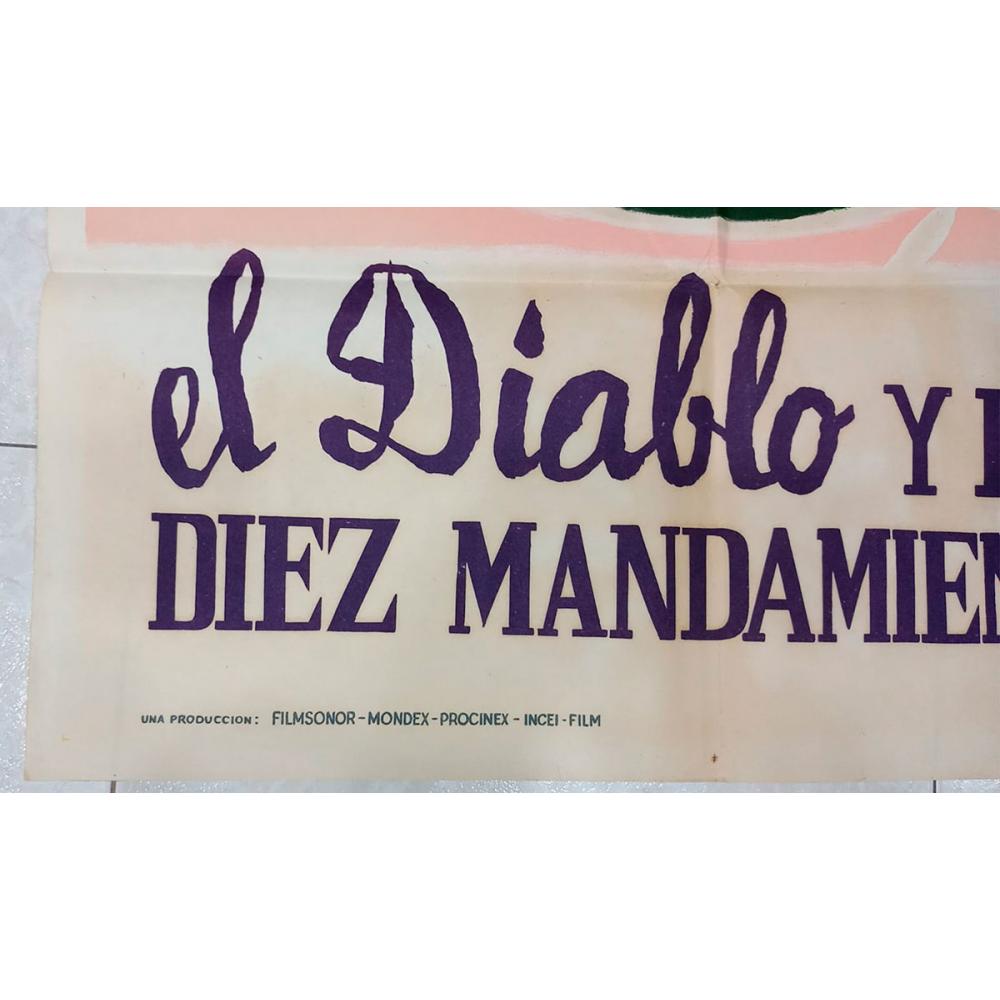 el Diablo Y
DIEZ MANDAMIEN
UNA PRODUCCION: FILMSONOR-MONDEX-PROCINEX-INCEI-FILM